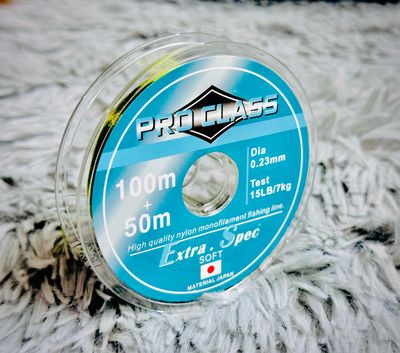 PRO CLASS
Dia
0.23mm
100m
+
50m
Test
15LB/7kg
High quality nylon monofilament fishing line.
Extra . Spec
SOFT
MATERIAL JAPAN